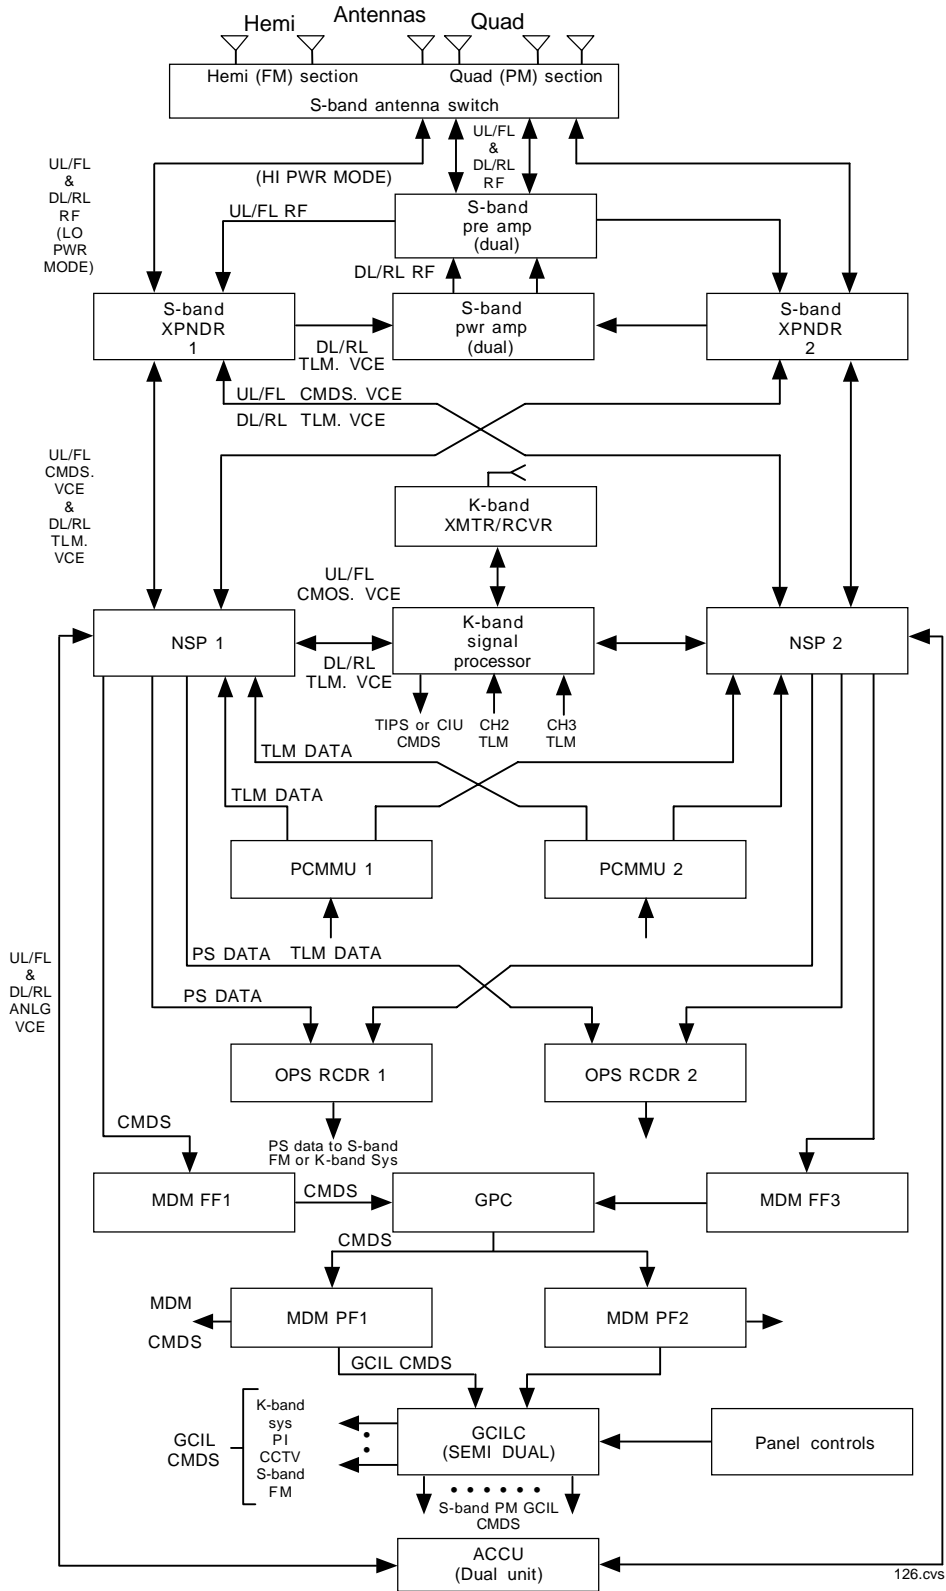 Hemi
Antennas
Quad
Hemi (FM) section
Quad (PM) section
S-band antenna switch
UL/FL
&
DL/RL
RF
(LO
PWR
MODE)
(HI PWR MODE)
UL/FL
&
DL/RL
RF
UL/FL RF
S-band
pre amp
(dual)
DL/RL RF
S-band
XPNDR
1
S-band
pwr amp
(dual)
S-band
XPNDR
2
DL/RL
TLM. VCE
UL/FL CMDS. VCE
DL/RL TLM. VCE
UL/FL
CMDS.
VCE
&
DL/RL
TLM.
VCE
K-band
XMTR/RCVR
UL/FL
CMOS. VCE
NSP 1
K-band
signal
processor
NSP 2
DL/RL
TLM. VCE
TIPS or CIU
CMDS
CH2
TLM
CH3
TLM
TLM DATA
TLM DATA
PCMMU 1
PCMMU 2
UL/FL
&
DL/RL
ANLG
VCE
PS DATA
TLM DATA
PS DATA
OPS RCDR 1
OPS RCDR 2
CMDS
PS data to S-band
FM or K-band Sys
MDM FF1
CMDS
GPC
MDM FF3
CMDS
MDM
CMDS
MDM PF1
MDM PF2
GCIL CMDS
GCIL
CMDS
K-band
sys
PI
CCTV
S-band
FM
GCILC
(SEMI DUAL)
Panel controls
S-band PM GCIL
CMDS
ACCU
(Dual unit)
126.cvs